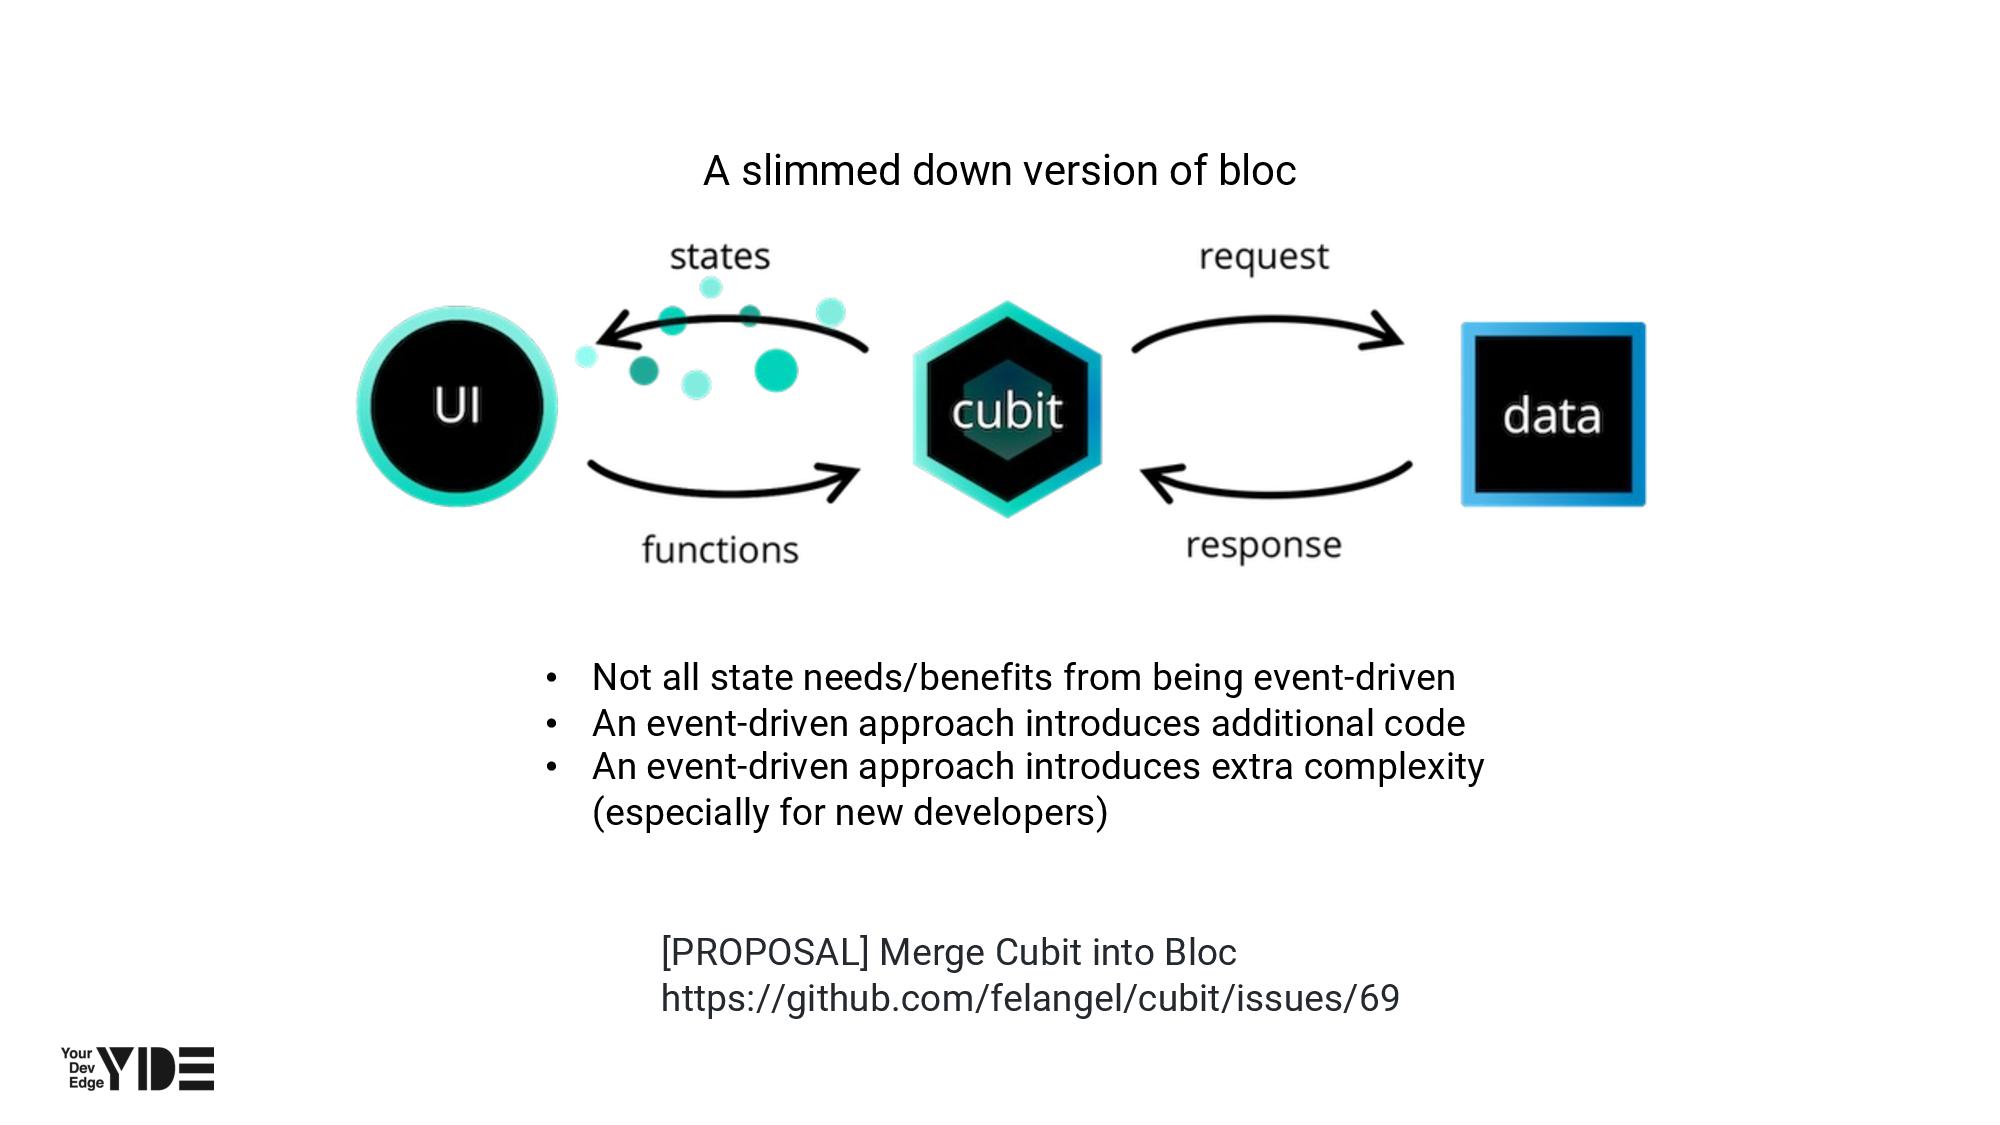 A slimmed down version of bloc
states
request
UI
cubit
data
functions
response
• Not all state needs/benefits from being event-driven
• An event-driven approach introduces additional code
• An event-driven approach introduces extra complexity
(especially for new developers)
[PROPOSAL] Merge Cubit into Bloc
https://github.com/felangel/cubit/issues/69
Your
Dev
Edge
YDE